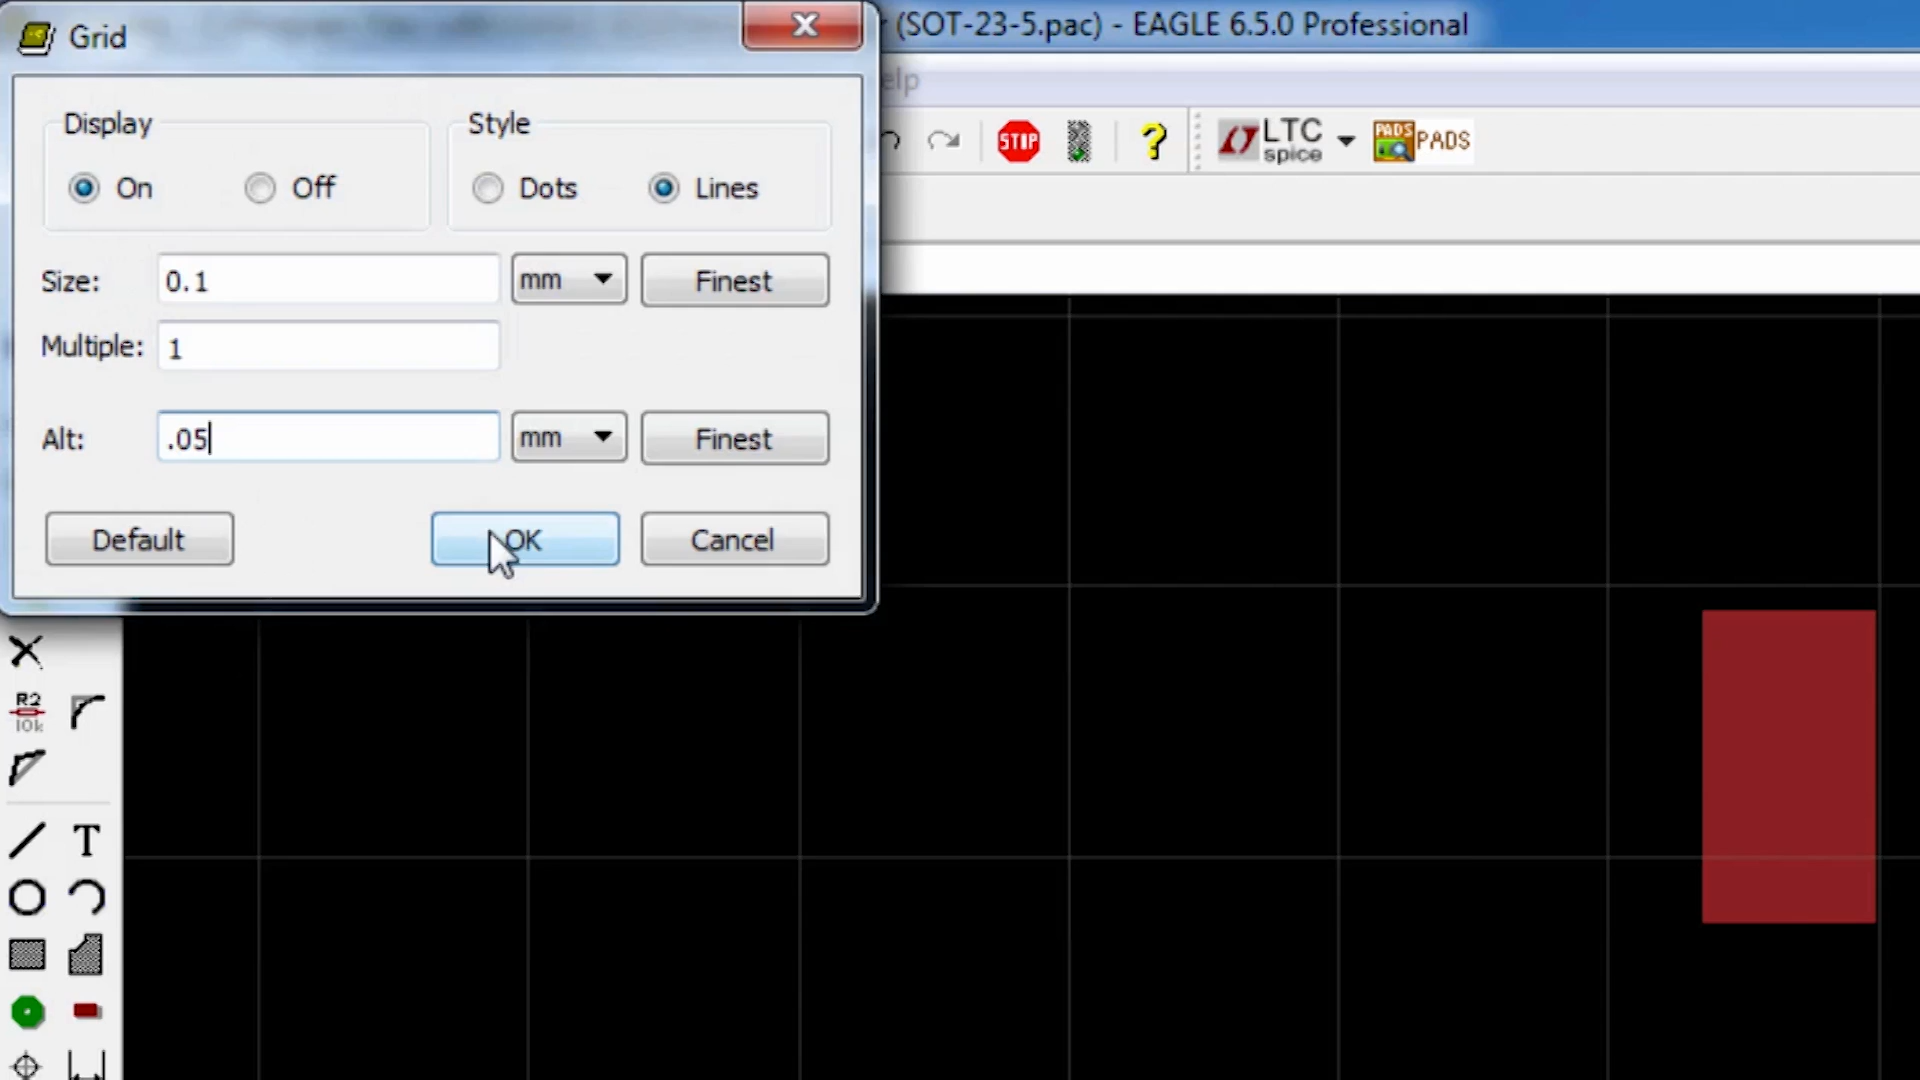 Grid
(SOT-23-5.pac) - EAGLE 6.5.0 Professional
elp
Display
Style
On
Off
Dots
Lines
STOP
?
LTC
spice
PADS
PADS
Size:
0.1
mm
Finest
Multiple:
1
Alt:
.05
mm
Finest
Default
OK
Cancel
R2
10k
T